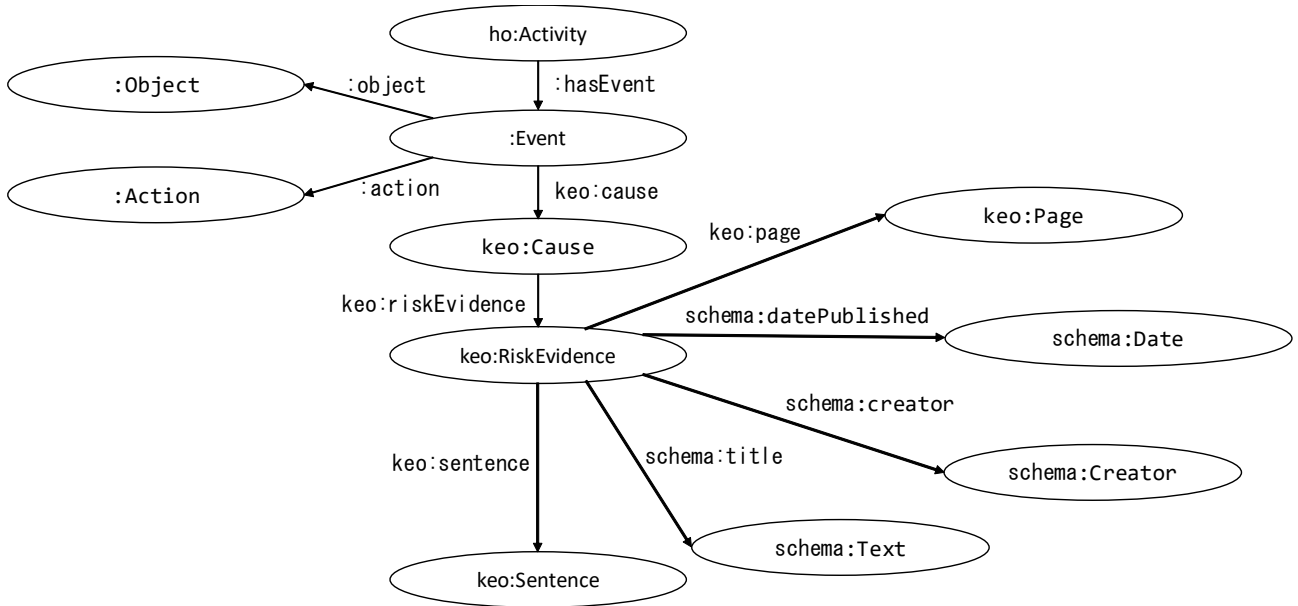 ho:Activity
:Object
:object
:hasEvent
:Event
:Action
:action
keo:cause
keo:Page
keo:page
keo:Cause
keo:riskEvidence
schema:datePublished
schema:Date
keo:RiskEvidence
schema:creator
keo:sentence
schema:title
schema:Creator
schema:Text
keo:Sentence